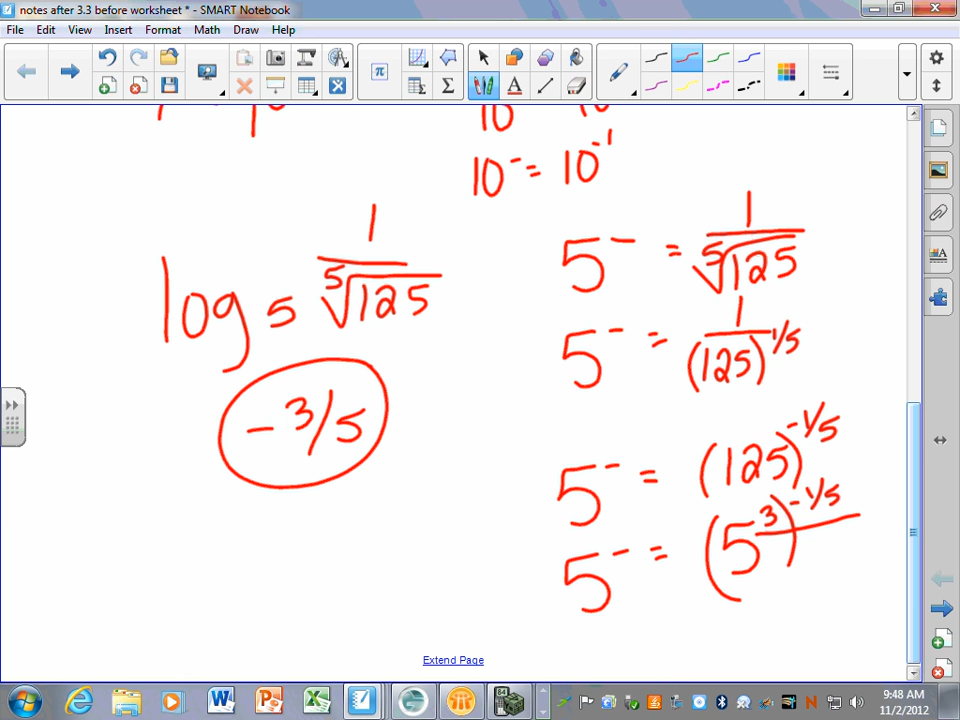 notes after 3.3 before worksheet * - SMART Notebook
File Edit View Insert Format Math Draw Help
10⁻ = 10⁻¹
log₅ 1/⁵√125
5⁻ = 1/⁵√125
5⁻ = 1/(125)^1/5
-3/5
5⁻ = (125)^-1/5
5⁻ = (5³)^-1/5
Extend Page
9:48 AM
11/2/2012